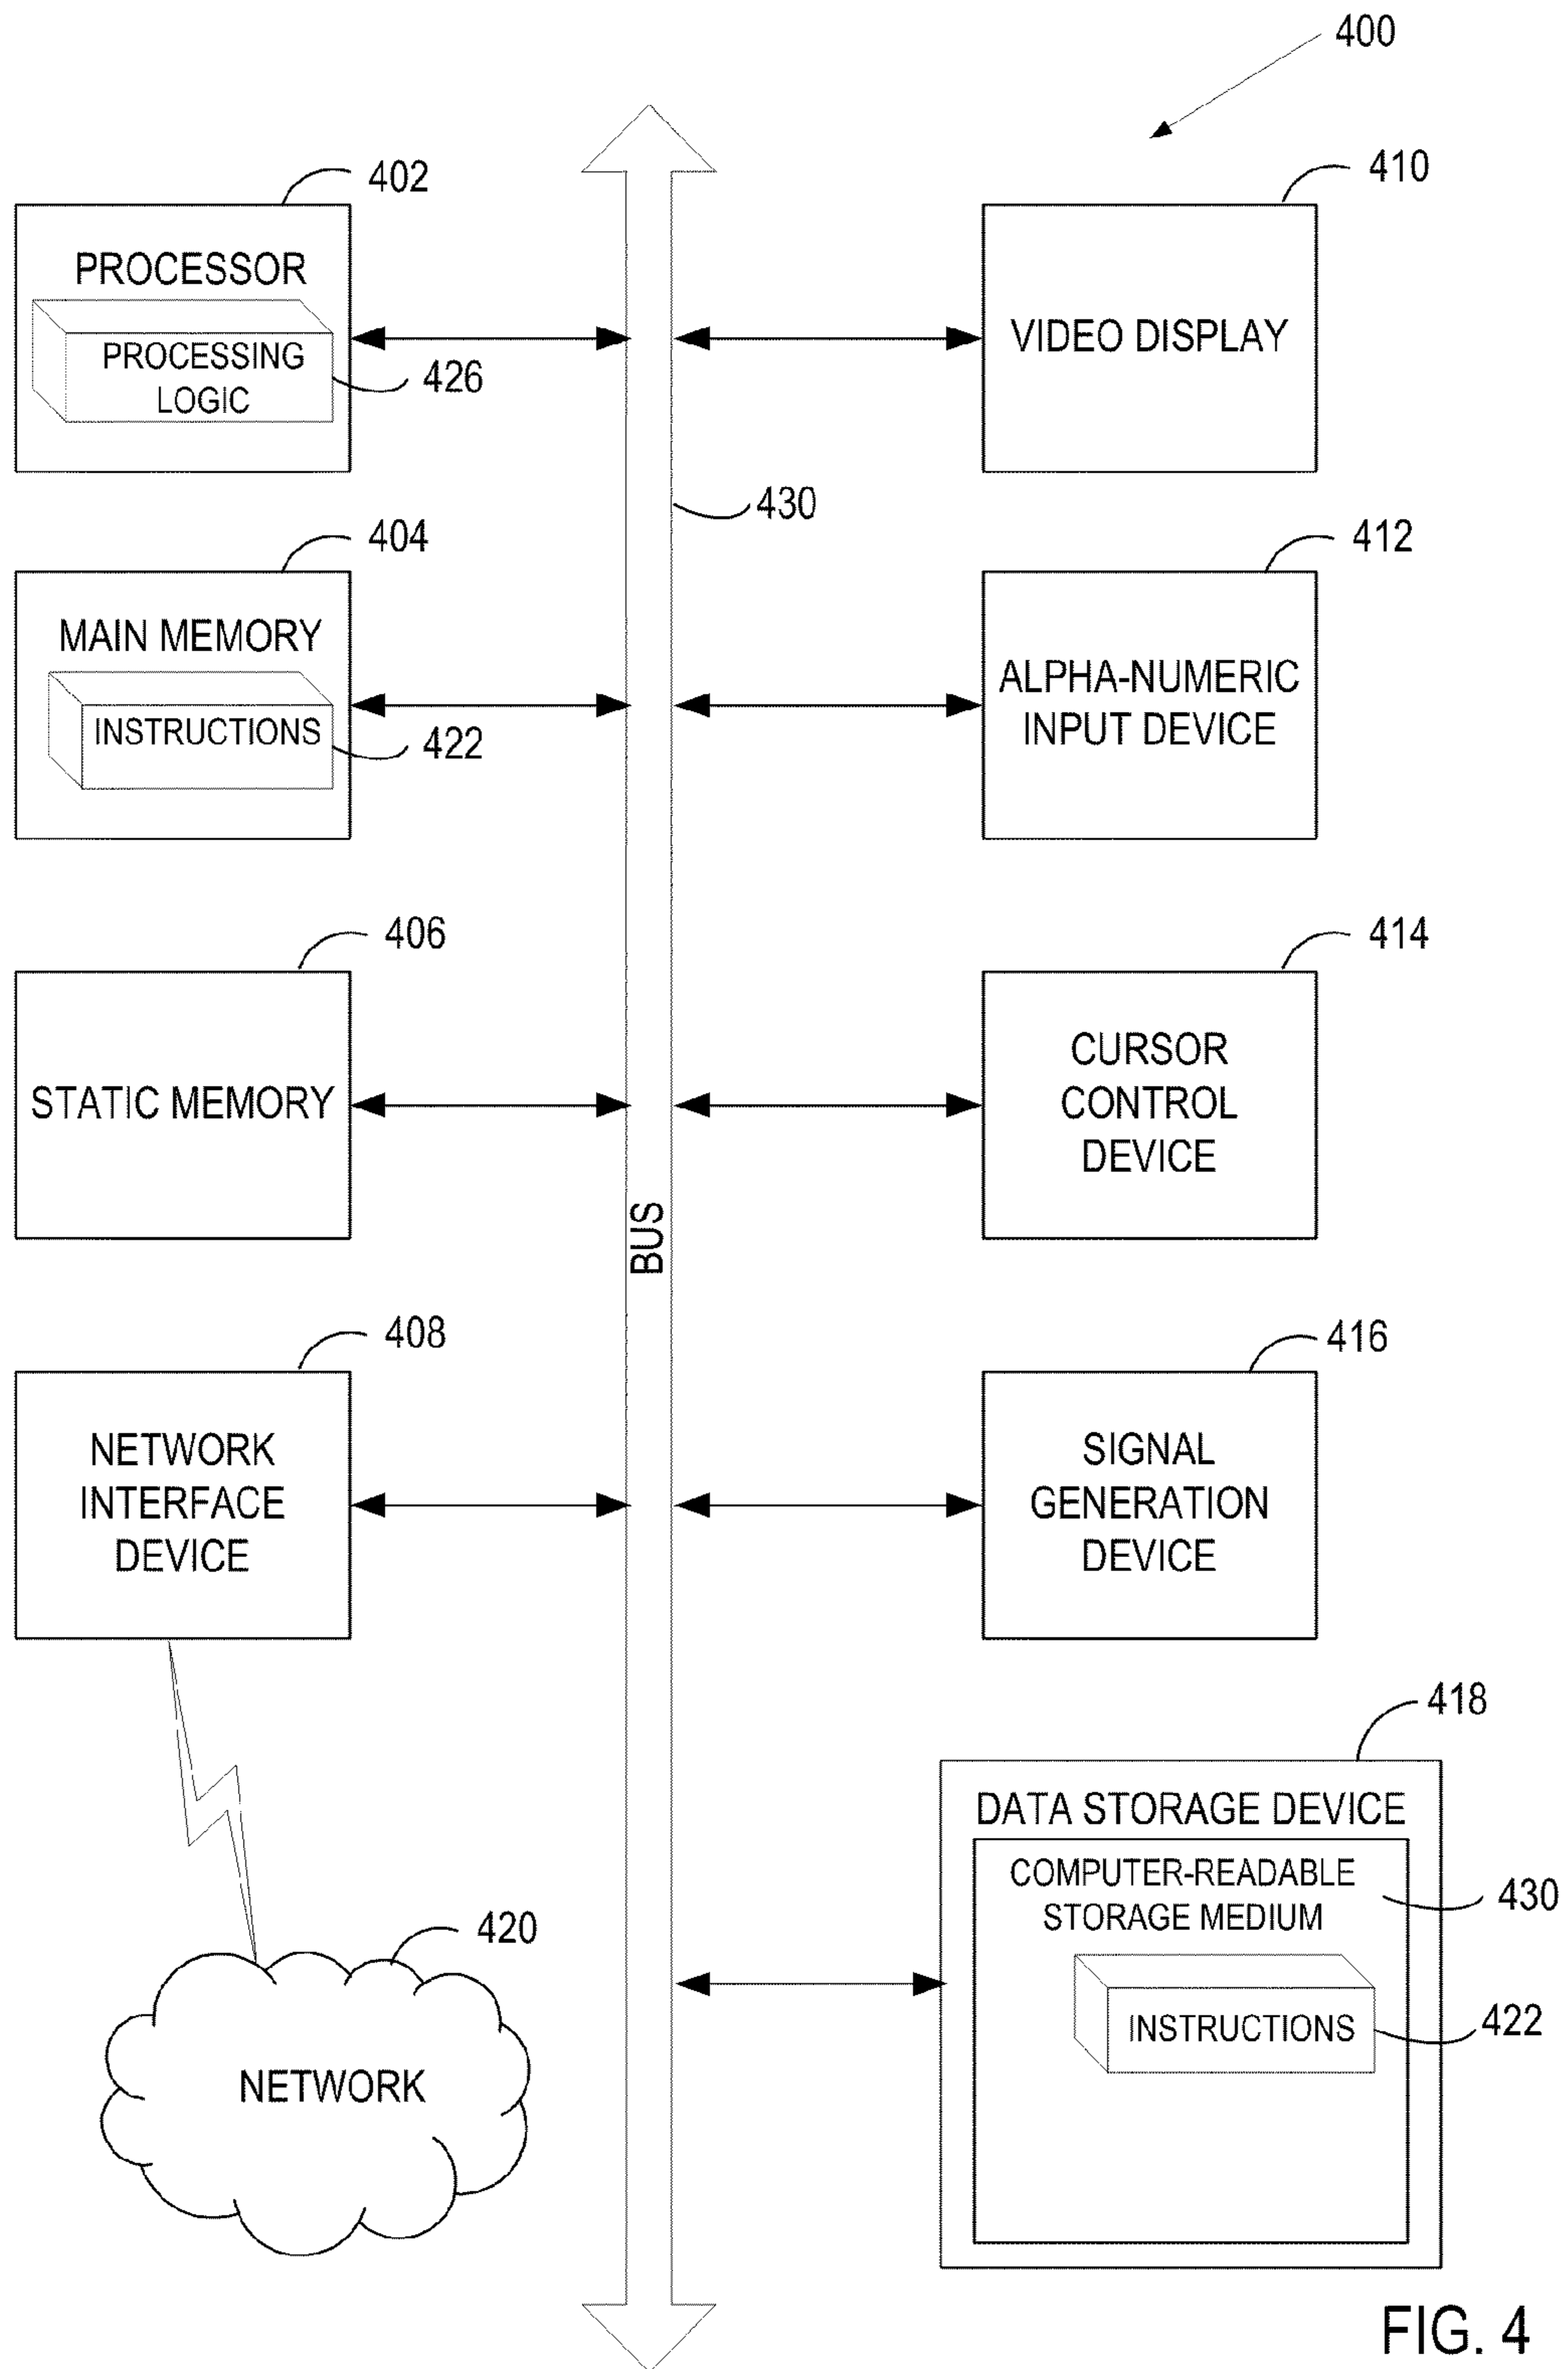 400
402
PROCESSOR
PROCESSING
LOGIC
426
410
VIDEO DISPLAY
430
404
MAIN MEMORY
INSTRUCTIONS
422
412
ALPHA-NUMERIC
INPUT DEVICE
406
STATIC MEMORY
414
CURSOR
CONTROL
DEVICE
BUS
408
NETWORK
INTERFACE
DEVICE
416
SIGNAL
GENERATION
DEVICE
418
DATA STORAGE DEVICE
COMPUTER-READABLE
STORAGE MEDIUM
430
INSTRUCTIONS
422
420
NETWORK
FIG. 4